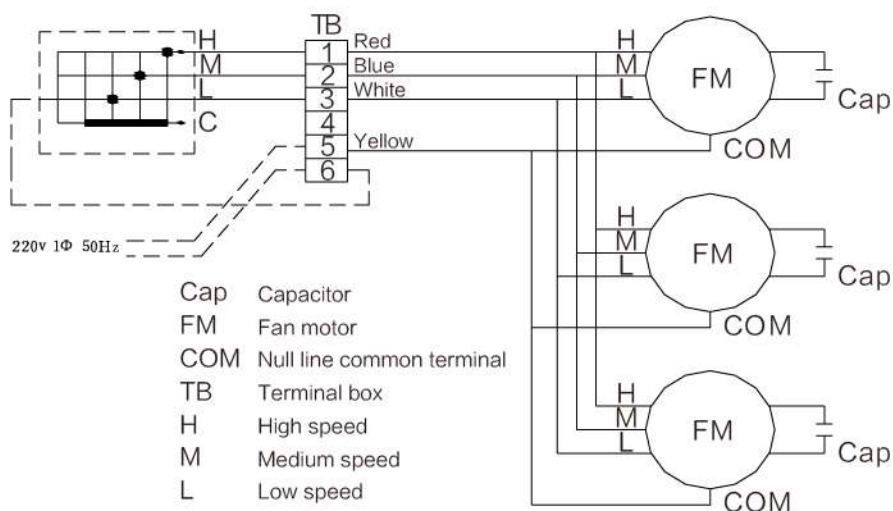 TB
H
M
L
C
1
2
3
4
5
6
Red
Blue
White
Yellow
220v 1Φ 50Hz
H
M
L
FM
Cap
COM
H
M
L
FM
Cap
COM
H
M
L
FM
Cap
COM
Cap Capacitor
FM Fan motor
COM Null line common terminal
TB Terminal box
H High speed
M Medium speed
L Low speed